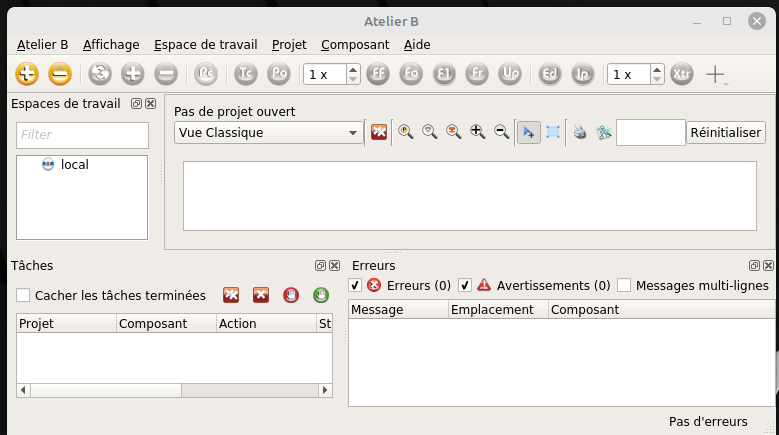 Atelier B
Atelier B Affichage Espace de travail Projet Composant Aide
Pc Tc Po 1 x FF Fo F1 Fr Up Ed Ip 1 x Xtr
Espaces de travail
Filter
local
Pas de projet ouvert
Vue Classique
Réinitialiser
Tâches
Cacher les tâches terminées
Projet Composant Action St
Erreurs
Erreurs (0) Avertissements (0) Messages multi-lignes
Message Emplacement Composant
Pas d'erreurs